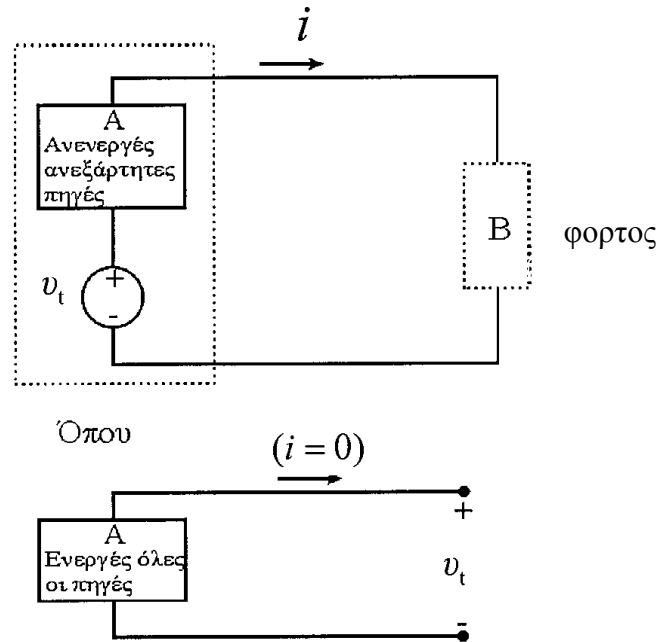 i
A
Ανενεργές
ανεξάρτητες
πηγές
B
φορτος
υt
+
-
Όπου
(i = 0)
A
Ενεργές όλες
οι πηγές
+
υt
-